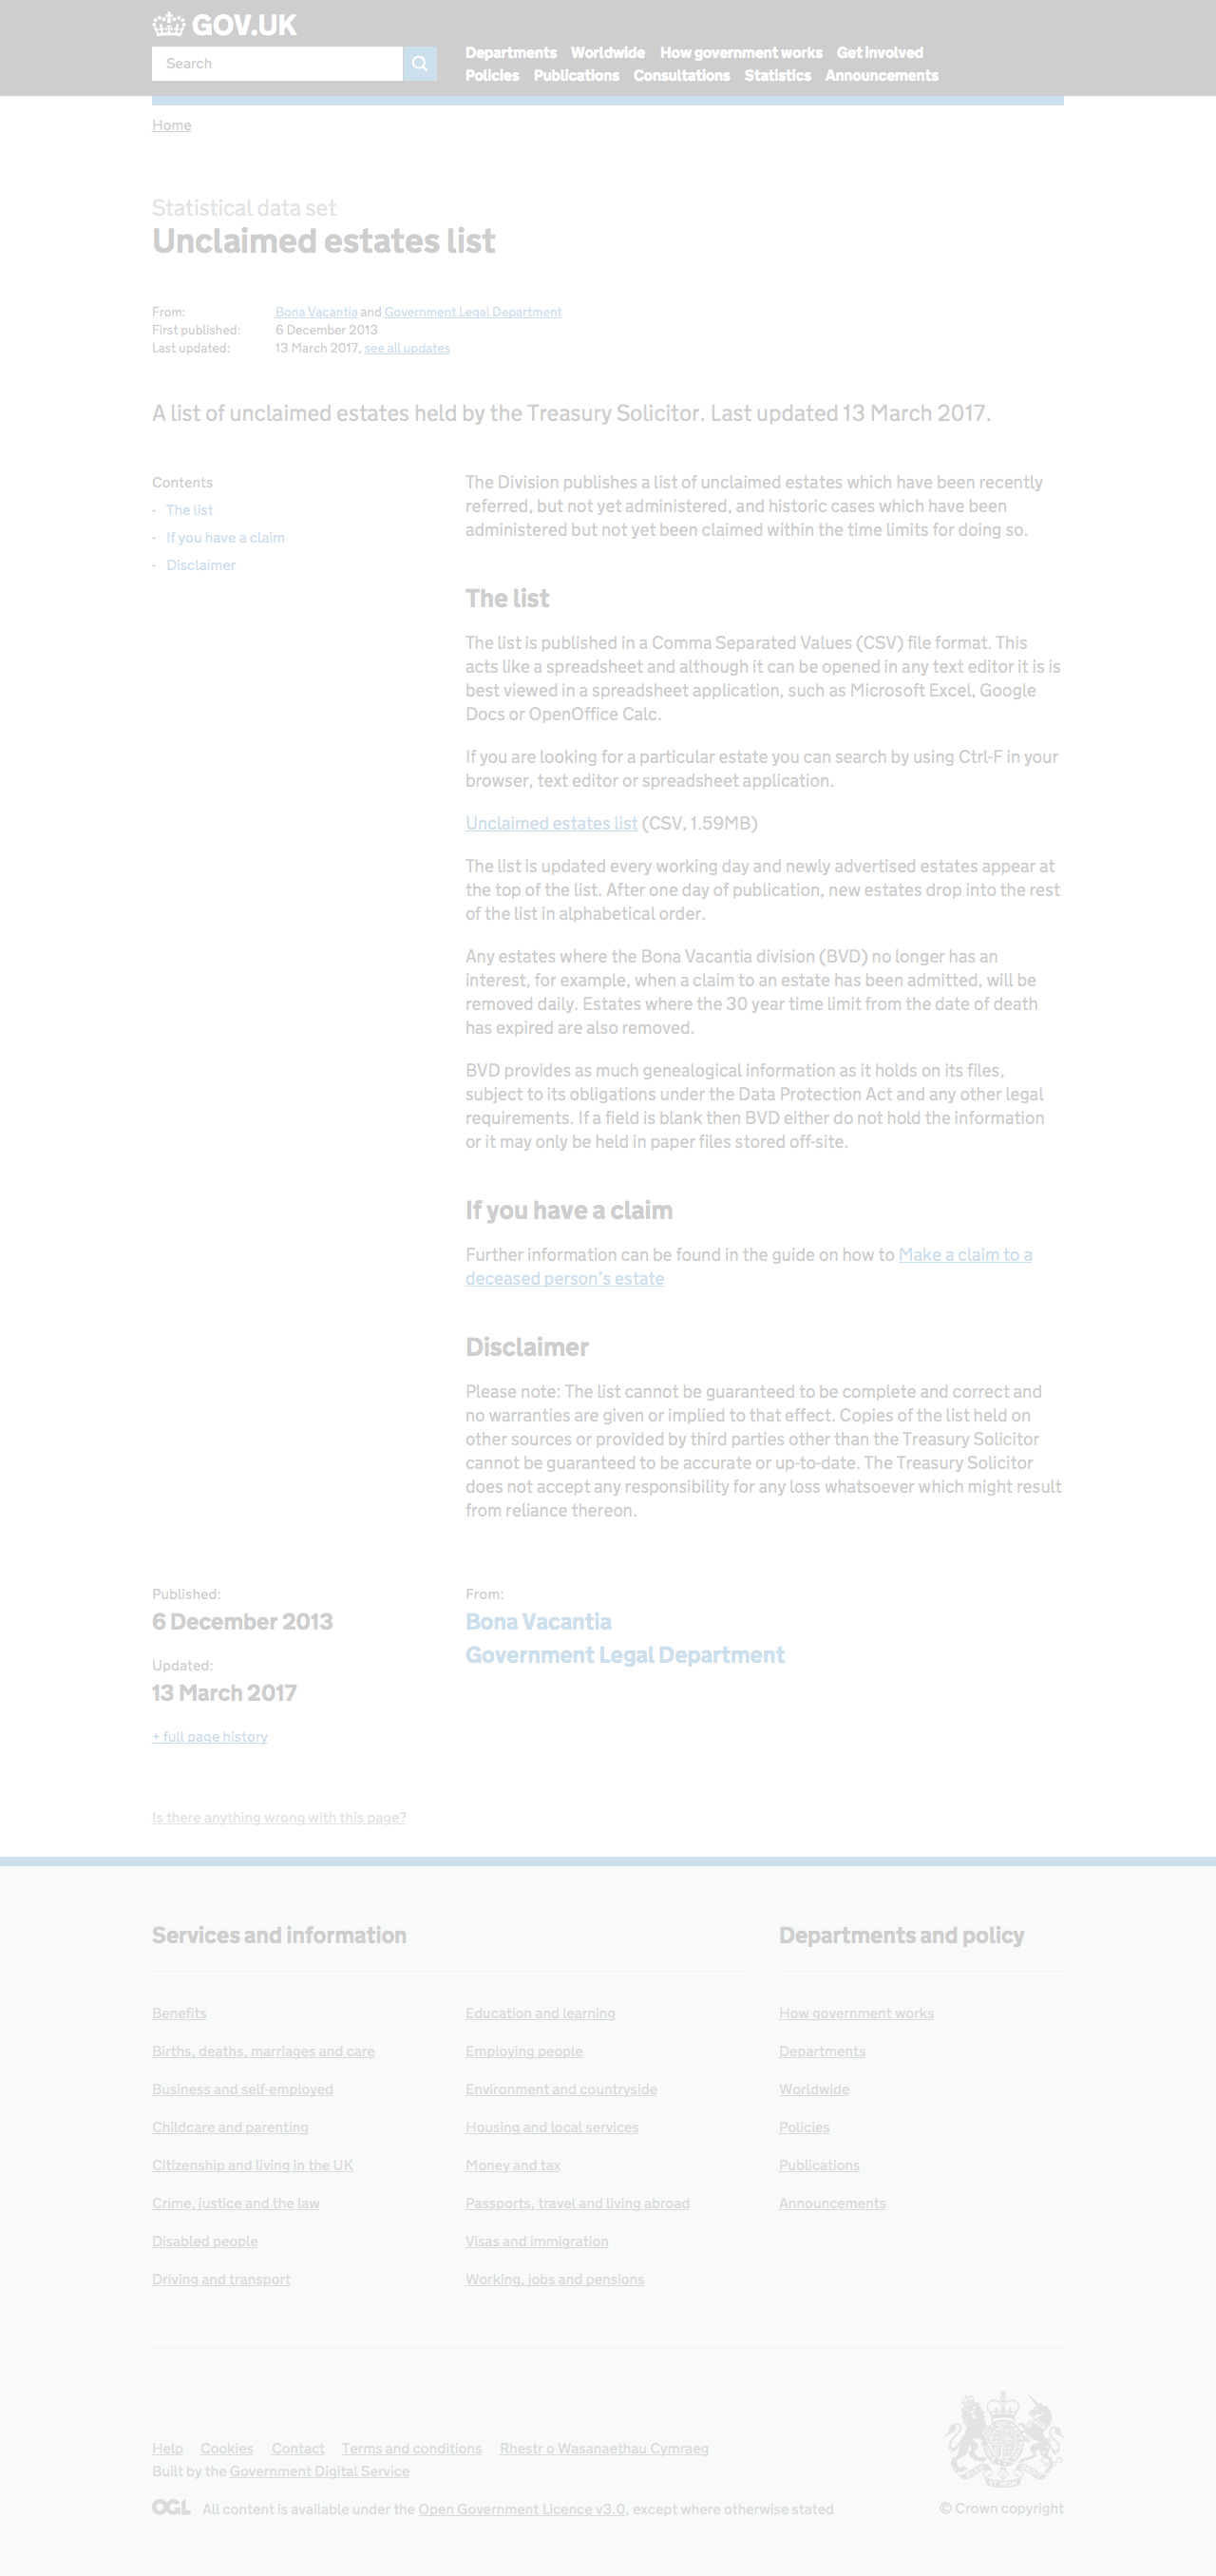 GOV.UK
Search
Departments Worldwide How government works Get involved
Policies Publications Consultations Statistics Announcements
Home
Statistical data set
Unclaimed estates list
From: Bona Vacantia and Government Legal Department
First published: 6 December 2013
Last updated: 13 March 2017, see all updates
A list of unclaimed estates held by the Treasury Solicitor. Last updated 13 March 2017.
Contents
- The list
- If you have a claim
- Disclaimer
The Division publishes a list of unclaimed estates which have been recently
referred, but not yet administered, and historic cases which have been
administered but not yet been claimed within the time limits for doing so.
The list
The list is published in a Comma Separated Values (CSV) file format. This
acts like a spreadsheet and although it can be opened in any text editor it is is
best viewed in a spreadsheet application, such as Microsoft Excel, Google
Docs or OpenOffice Calc.
If you are looking for a particular estate you can search by using Ctrl-F in your
browser, text editor or spreadsheet application.
Unclaimed estates list (CSV, 1.59MB)
The list is updated every working day and newly advertised estates appear at
the top of the list. After one day of publication, new estates drop into the rest
of the list in alphabetical order.
Any estates where the Bona Vacantia division (BVD) no longer has an
interest, for example, when a claim to an estate has been admitted, will be
removed daily. Estates where the 30 year time limit from the date of death
has expired are also removed.
BVD provides as much genealogical information as it holds on its files,
subject to its obligations under the Data Protection Act and any other legal
requirements. If a field is blank then BVD either do not hold the information
or it may only be held in paper files stored off-site.
If you have a claim
Further information can be found in the guide on how to Make a claim to a
deceased person's estate
Disclaimer
Please note: The list cannot be guaranteed to be complete and correct and
no warranties are given or implied to that effect. Copies of the list held on
other sources or provided by third parties other than the Treasury Solicitor
cannot be guaranteed to be accurate or up-to-date. The Treasury Solicitor
does not accept any responsibility for any loss whatsoever which might result
from reliance thereon.
Published:
6 December 2013
Updated:
13 March 2017
+ full page history
From:
Bona Vacantia
Government Legal Department
Is there anything wrong with this page?
Services and information
Benefits
Births, deaths, marriages and care
Business and self-employed
Childcare and parenting
Citizenship and living in the UK
Crime, justice and the law
Disabled people
Driving and transport
Education and learning
Employing people
Environment and countryside
Housing and local services
Money and tax
Passports, travel and living abroad
Visas and immigration
Working, jobs and pensions
Departments and policy
How government works
Departments
Worldwide
Policies
Publications
Announcements
Help Cookies Contact Terms and conditions Rhestr o Wasanaethau Cymraeg
Built by the Government Digital Service
OGL All content is available under the Open Government Licence v3.0, except where otherwise stated
© Crown copyright